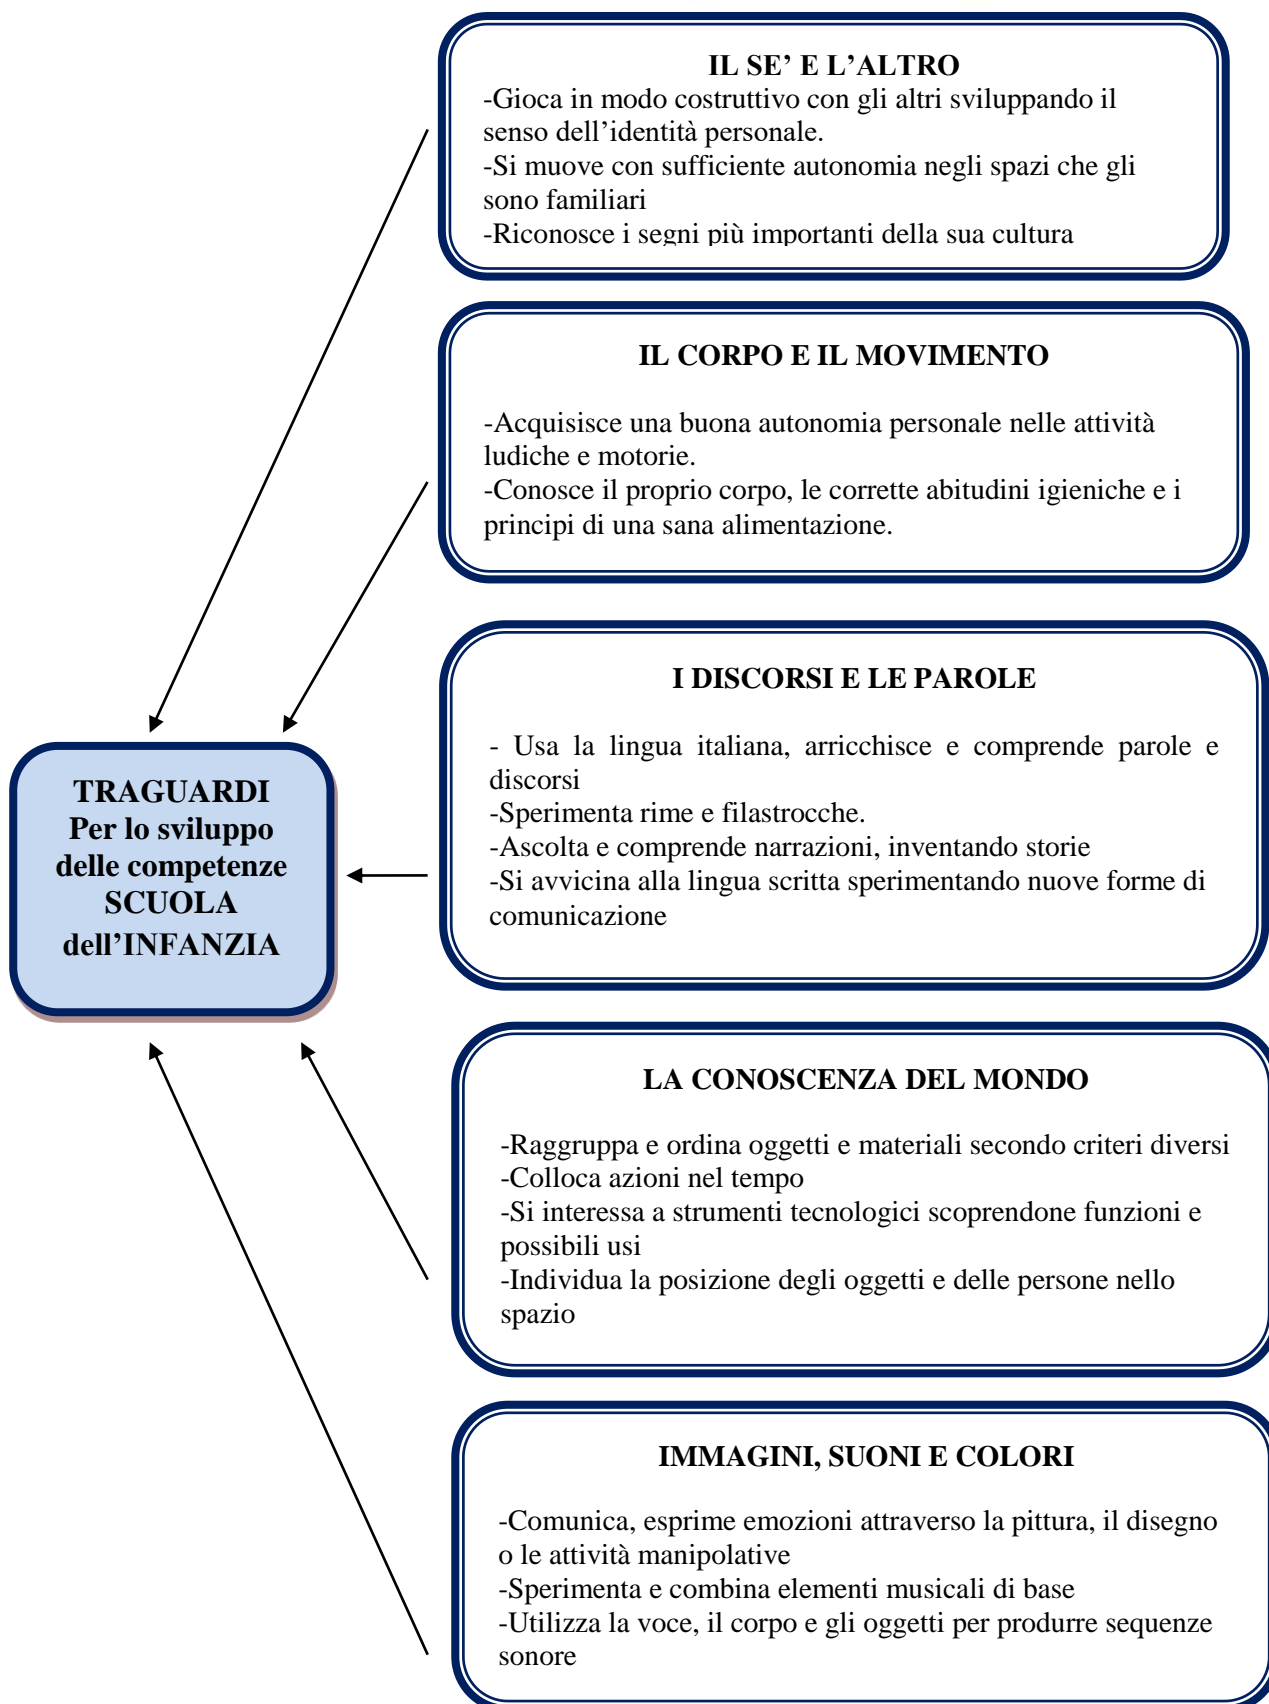 IL SE’ E L’ALTRO
-Gioca in modo costruttivo con gli altri sviluppando il
senso dell’identità personale.
-Si muove con sufficiente autonomia negli spazi che gli
sono familiari
-Riconosce i segni più importanti della sua cultura
IL CORPO E IL MOVIMENTO
-Acquisisce una buona autonomia personale nelle attività
ludiche e motorie.
-Conosce il proprio corpo, le corrette abitudini igieniche e i
principi di una sana alimentazione.
I DISCORSI E LE PAROLE
- Usa la lingua italiana, arricchisce e comprende parole e
discorsi
-Sperimenta rime e filastrocche.
-Ascolta e comprende narrazioni, inventando storie
-Si avvicina alla lingua scritta sperimentando nuove forme di
comunicazione
TRAGUARDI
Per lo sviluppo
delle competenze
SCUOLA
dell’INFANZIA
LA CONOSCENZA DEL MONDO
-Raggruppa e ordina oggetti e materiali secondo criteri diversi
-Colloca azioni nel tempo
-Si interessa a strumenti tecnologici scoprendone funzioni e
possibili usi
-Individua la posizione degli oggetti e delle persone nello
spazio
IMMAGINI, SUONI E COLORI
-Comunica, esprime emozioni attraverso la pittura, il disegno
o le attività manipolative
-Sperimenta e combina elementi musicali di base
-Utilizza la voce, il corpo e gli oggetti per produrre sequenze
sonore